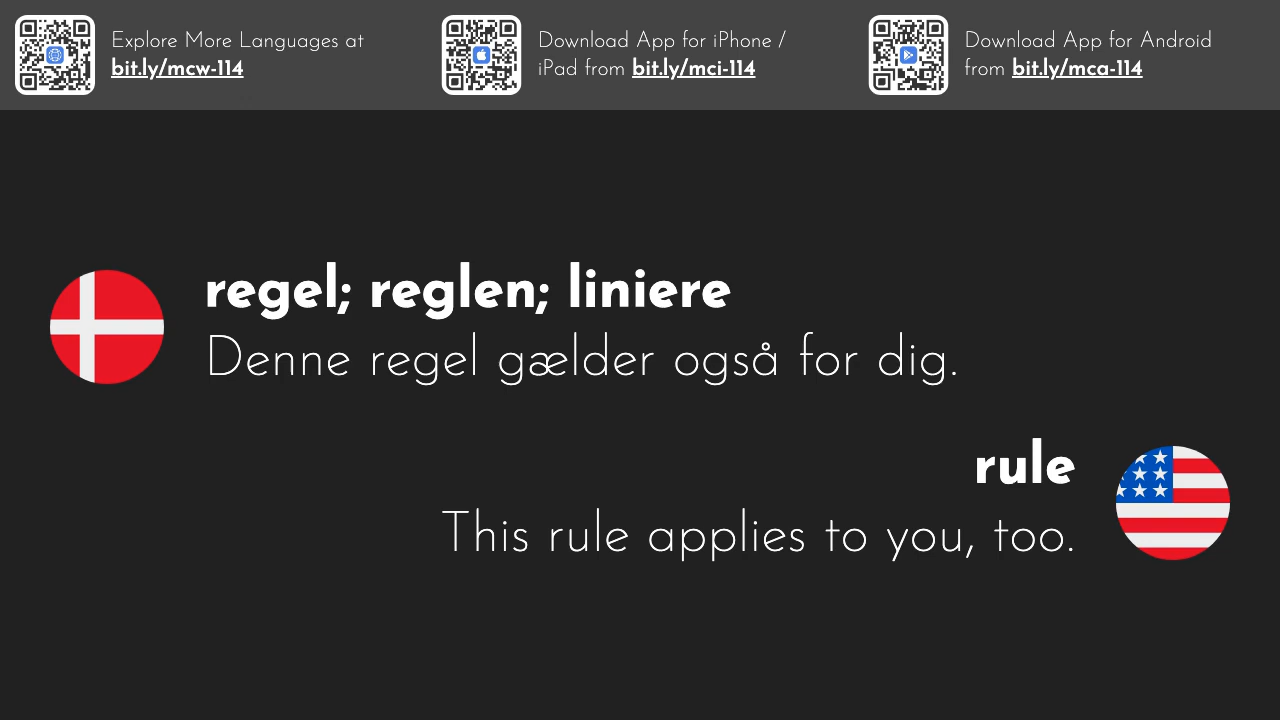 Explore More Languages at
bit.ly/mcw-114
Download App for iPhone /
iPad from bit.ly/mci-114
Download App for Android
from bit.ly/mca-114
regel; reglen; liniere
Denne regel gælder også for dig.
rule
This rule applies to you, too.